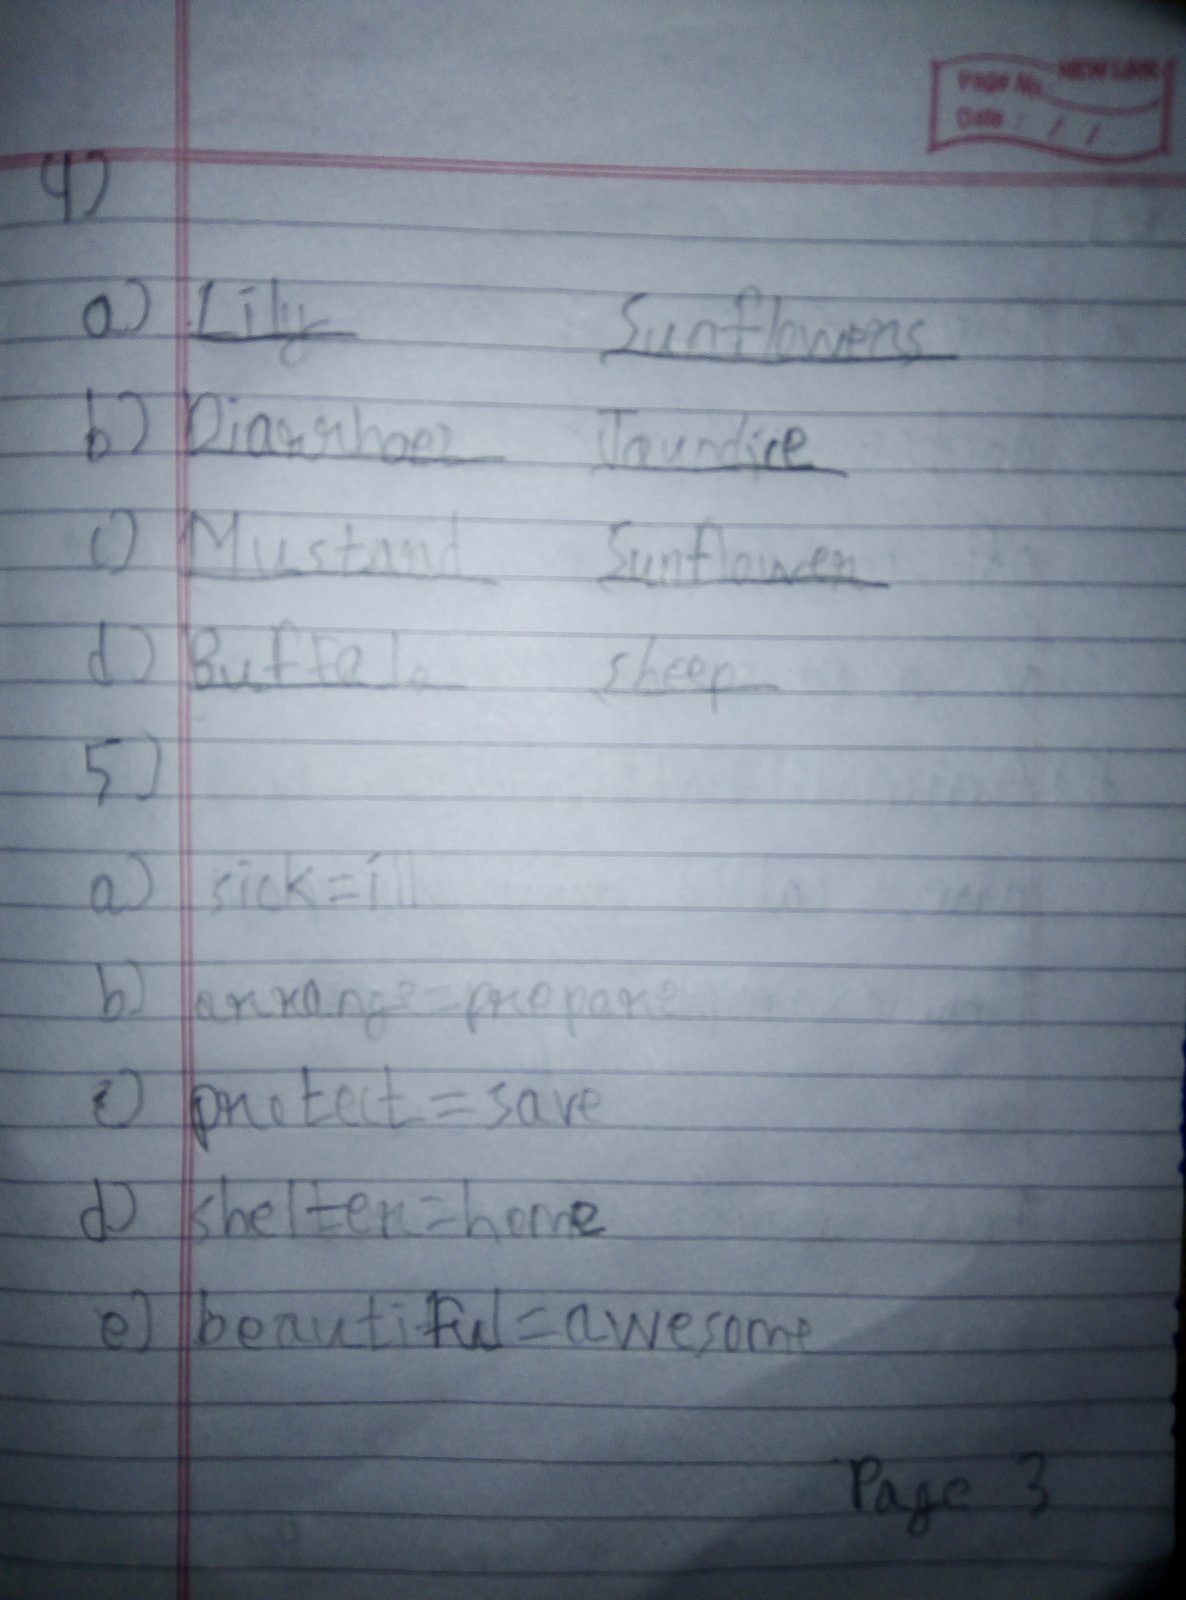 NEW LINK
Page No.
Date : / /
4)
a) Lily Sunflowers
b) Diarrhoea Jaundice
c) Mustard Sunflower
d) Buffalo sheep
5)
a) sick=ill
b) arrange=prepare
c) protect=save
d) shelter=home
e) beautiful=awesome
Page 3